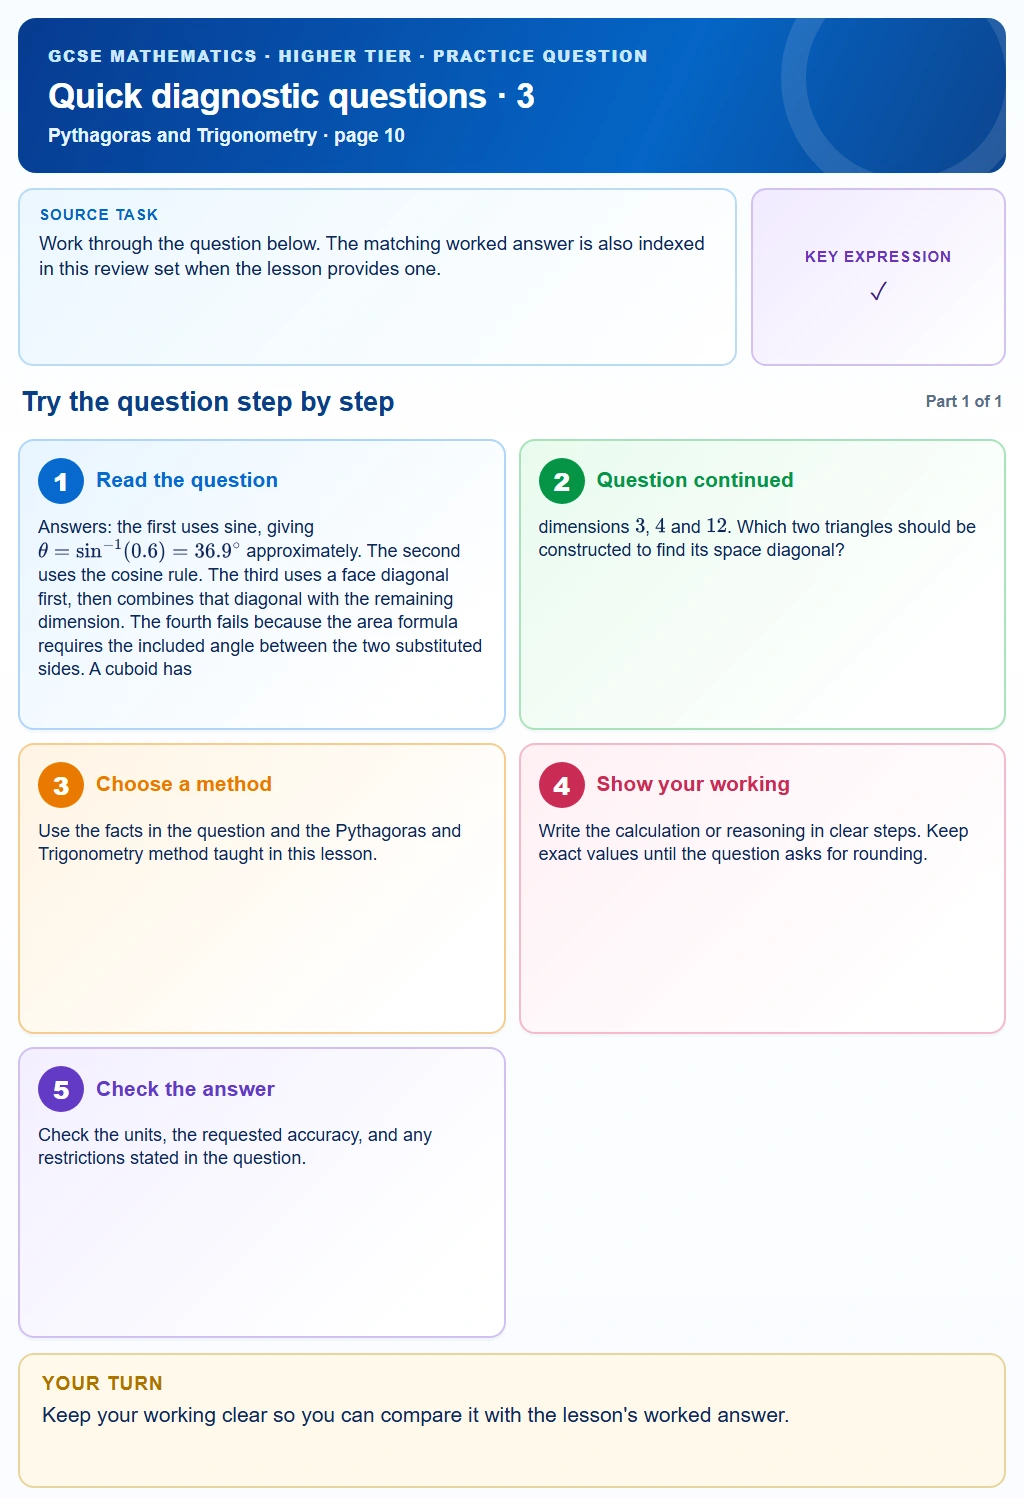 GCSE MATHEMATICS · HIGHER TIER · PRACTICE QUESTION
Quick diagnostic questions · 3
Pythagoras and Trigonometry · page 10
SOURCE TASK
Work through the question below. The matching worked answer is also indexed
in this review set when the lesson provides one.
KEY EXPRESSION
✓
Try the question step by step
Part 1 of 1
1 Read the question
Answers: the first uses sine, giving
θ = sin⁻¹(0.6) = 36.9° approximately. The second
uses the cosine rule. The third uses a face diagonal
first, then combines that diagonal with the remaining
dimension. The fourth fails because the area formula
requires the included angle between the two substituted
sides. A cuboid has
2 Question continued
dimensions 3, 4 and 12. Which two triangles should be
constructed to find its space diagonal?
3 Choose a method
Use the facts in the question and the Pythagoras and
Trigonometry method taught in this lesson.
4 Show your working
Write the calculation or reasoning in clear steps. Keep
exact values until the question asks for rounding.
5 Check the answer
Check the units, the requested accuracy, and any
restrictions stated in the question.
YOUR TURN
Keep your working clear so you can compare it with the lesson's worked answer.